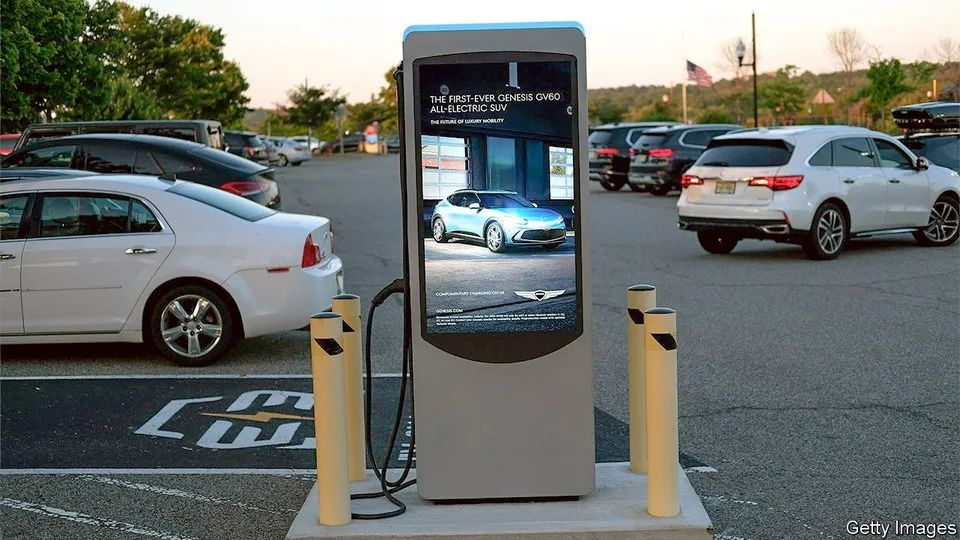 THE FIRST-EVER GENESIS GV60
ALL-ELECTRIC SUV
THE FUTURE OF LUXURY MOBILITY
COMPLIMENTARY CHARGING ON US
GENESIS.COM
Getty Images